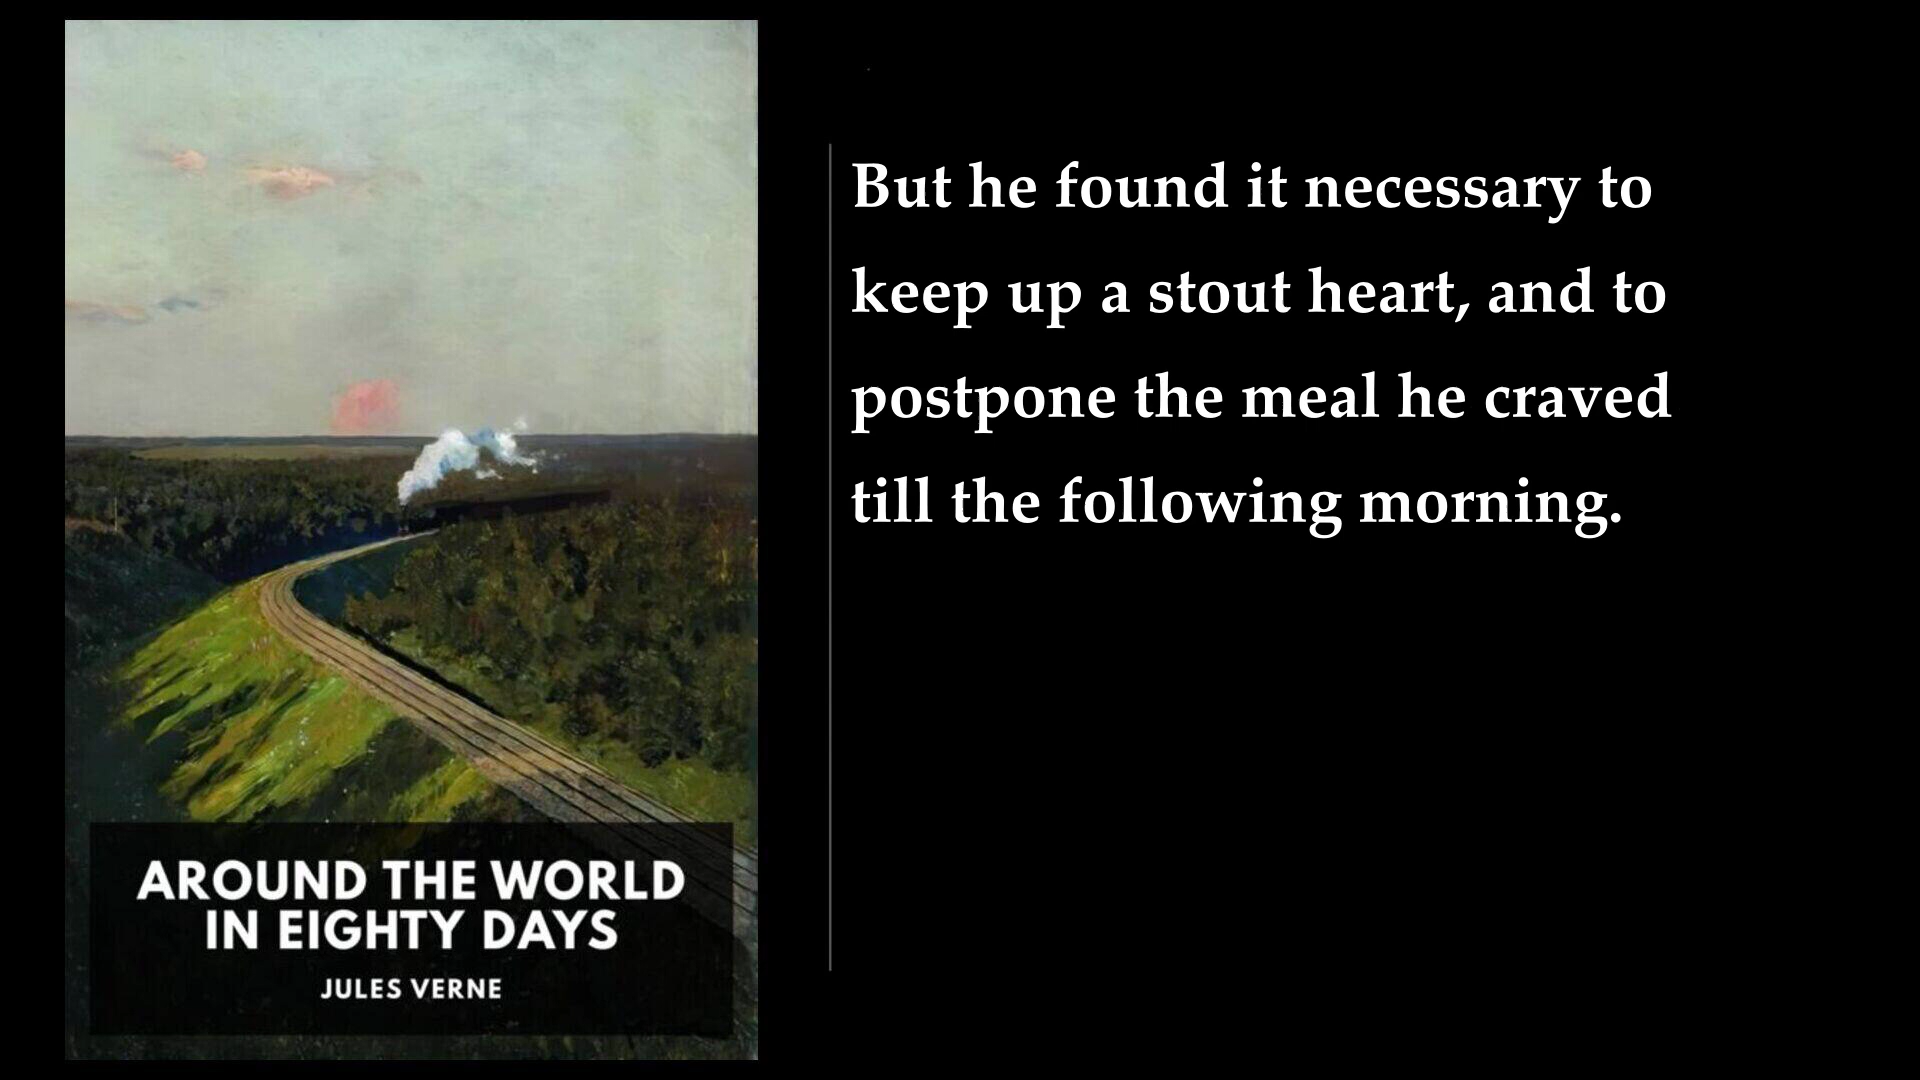 But he found it necessary to
keep up a stout heart, and to
postpone the meal he craved
till the following morning.
AROUND THE WORLD
IN EIGHTY DAYS
JULES VERNE